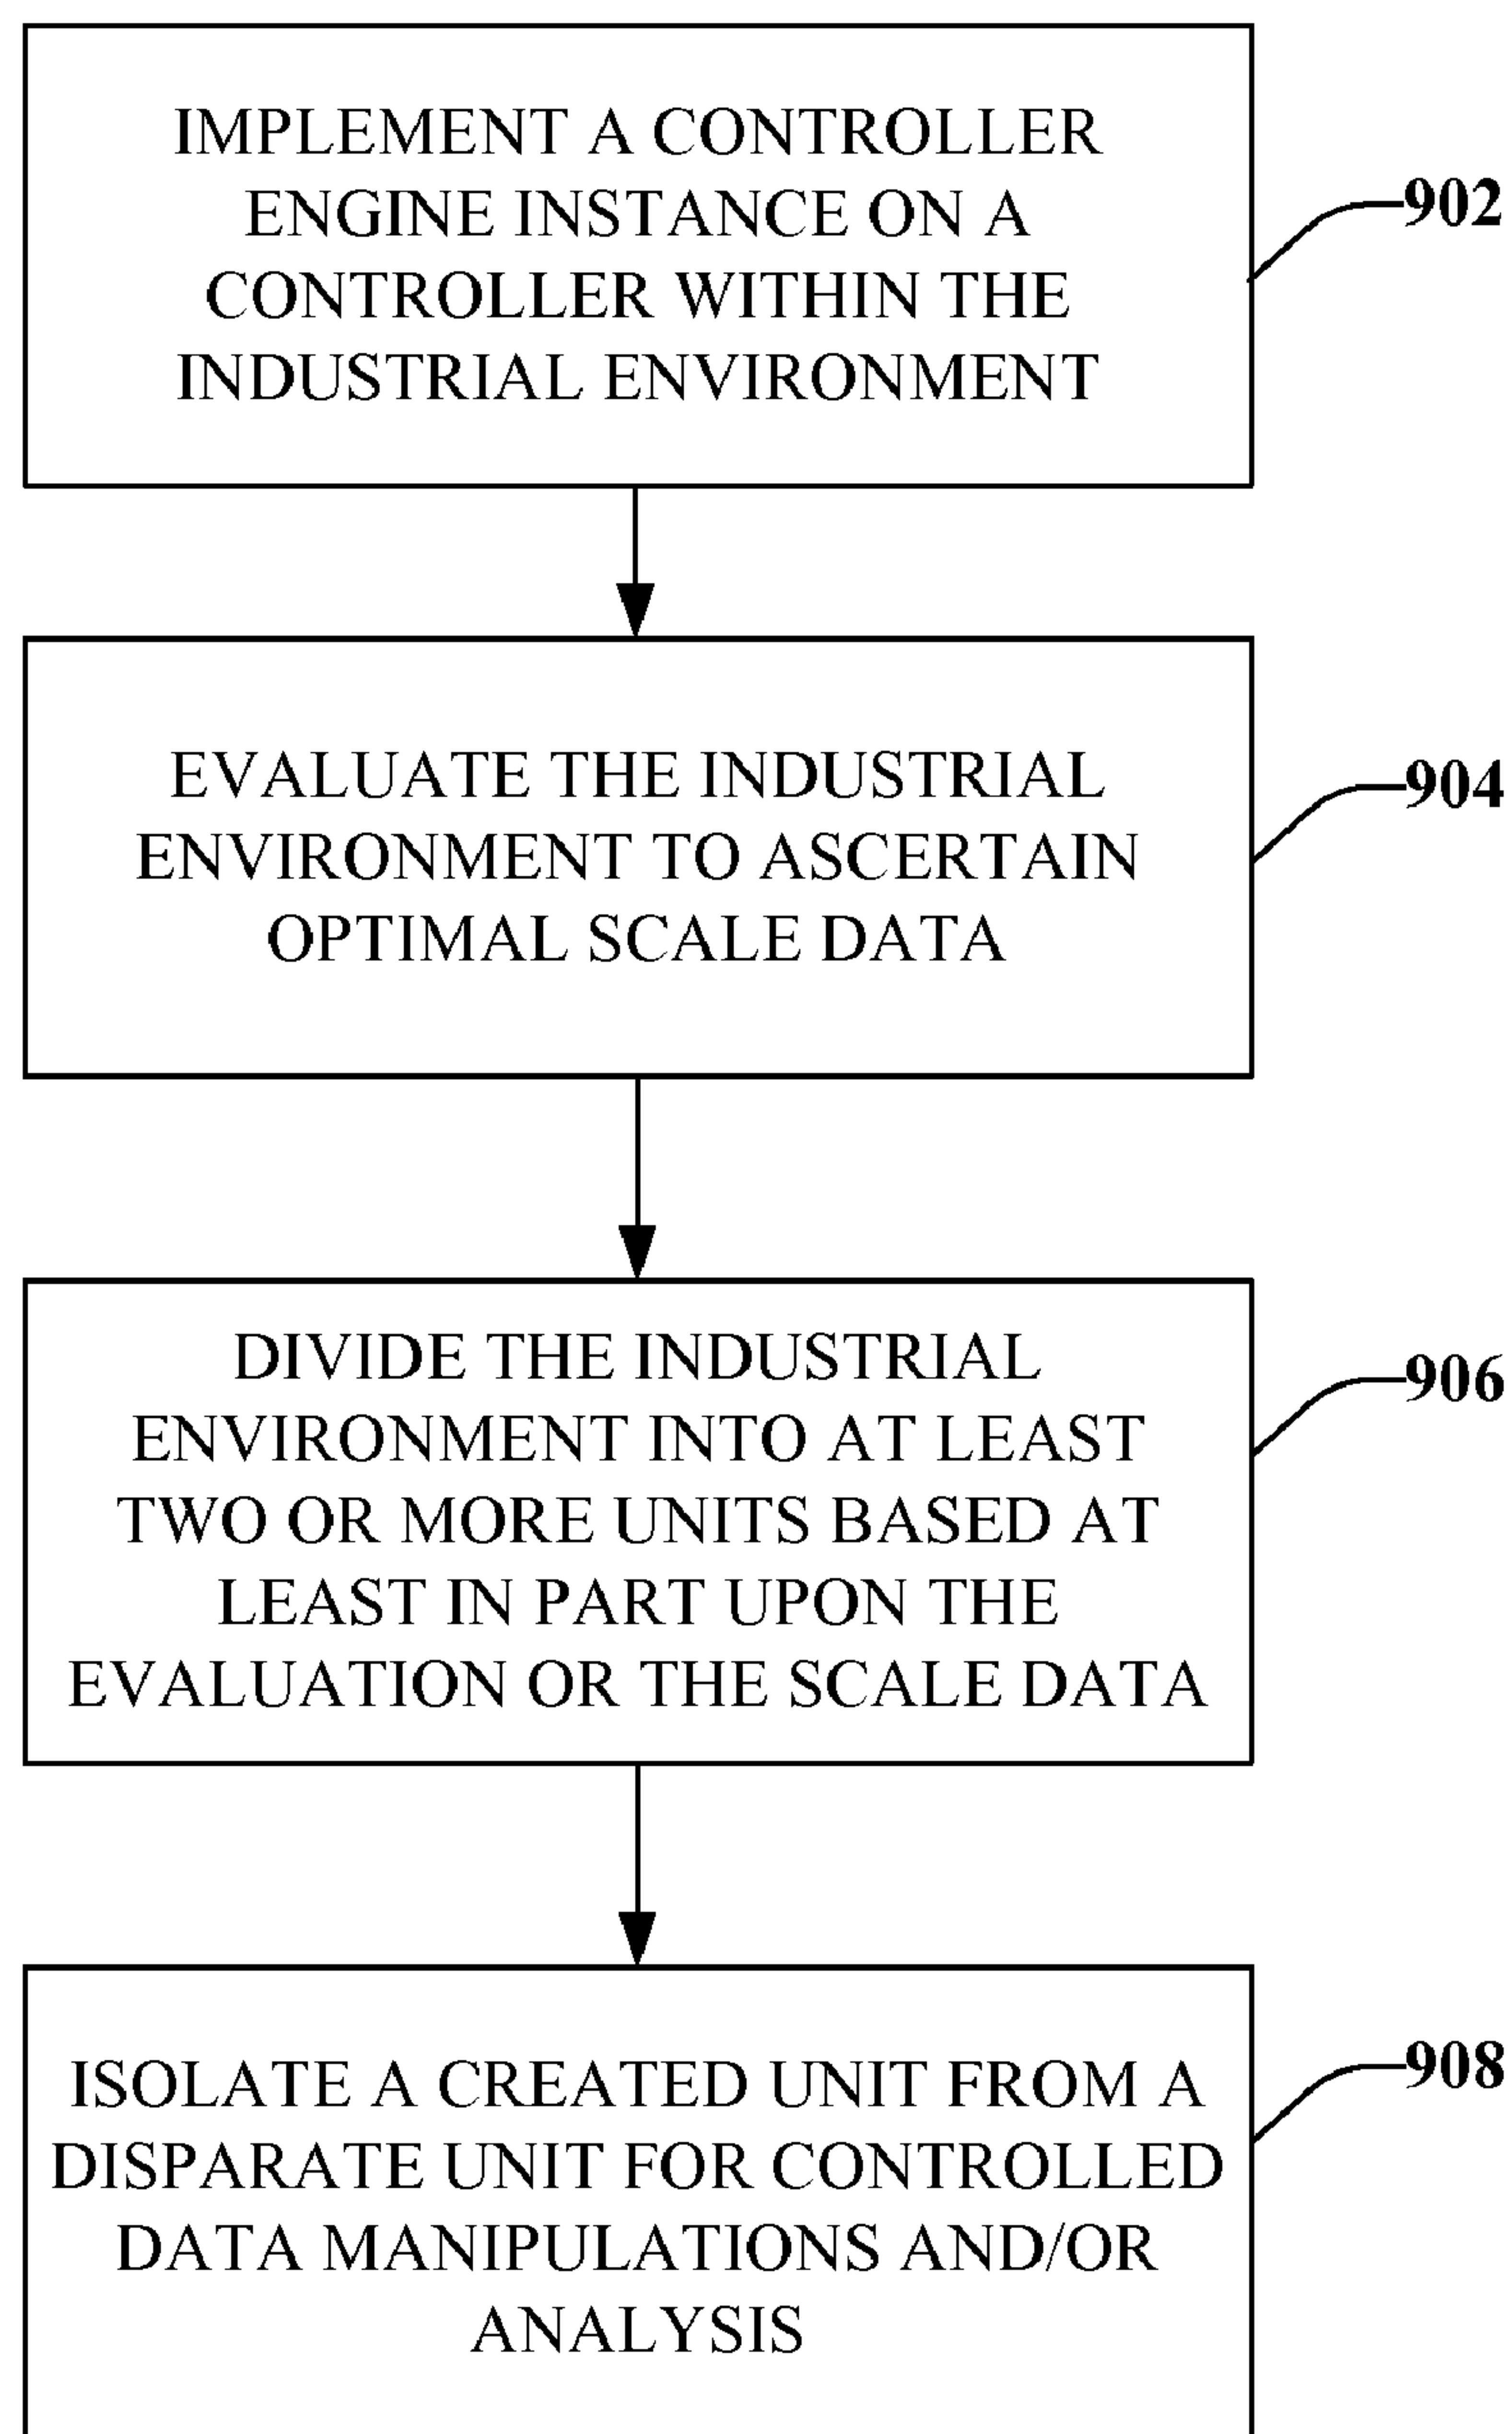 IMPLEMENT A CONTROLLER
ENGINE INSTANCE ON A
CONTROLLER WITHIN THE
INDUSTRIAL ENVIRONMENT
902
EVALUATE THE INDUSTRIAL
ENVIRONMENT TO ASCERTAIN
OPTIMAL SCALE DATA
904
DIVIDE THE INDUSTRIAL
ENVIRONMENT INTO AT LEAST
TWO OR MORE UNITS BASED AT
LEAST IN PART UPON THE
EVALUATION OR THE SCALE DATA
906
ISOLATE A CREATED UNIT FROM A
DISPARATE UNIT FOR CONTROLLED
DATA MANIPULATIONS AND/OR
ANALYSIS
908